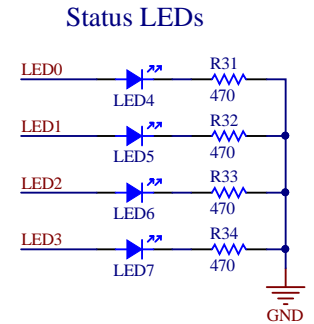 Status LEDs
LED0
LED4
R31
470
LED1
LED5
R32
470
LED2
LED6
R33
470
LED3
LED7
R34
470
GND